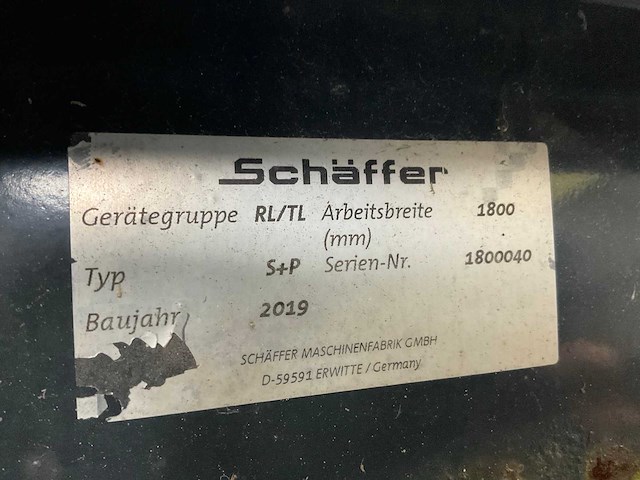 Schäffer
Gerätegruppe RL/TL Arbeitsbreite 1800
(mm)
Typ S+P Serien-Nr. 1800040
Baujahr 2019
SCHÄFFER MASCHINENFABRIK GMBH
D-59591 ERWITTE / Germany